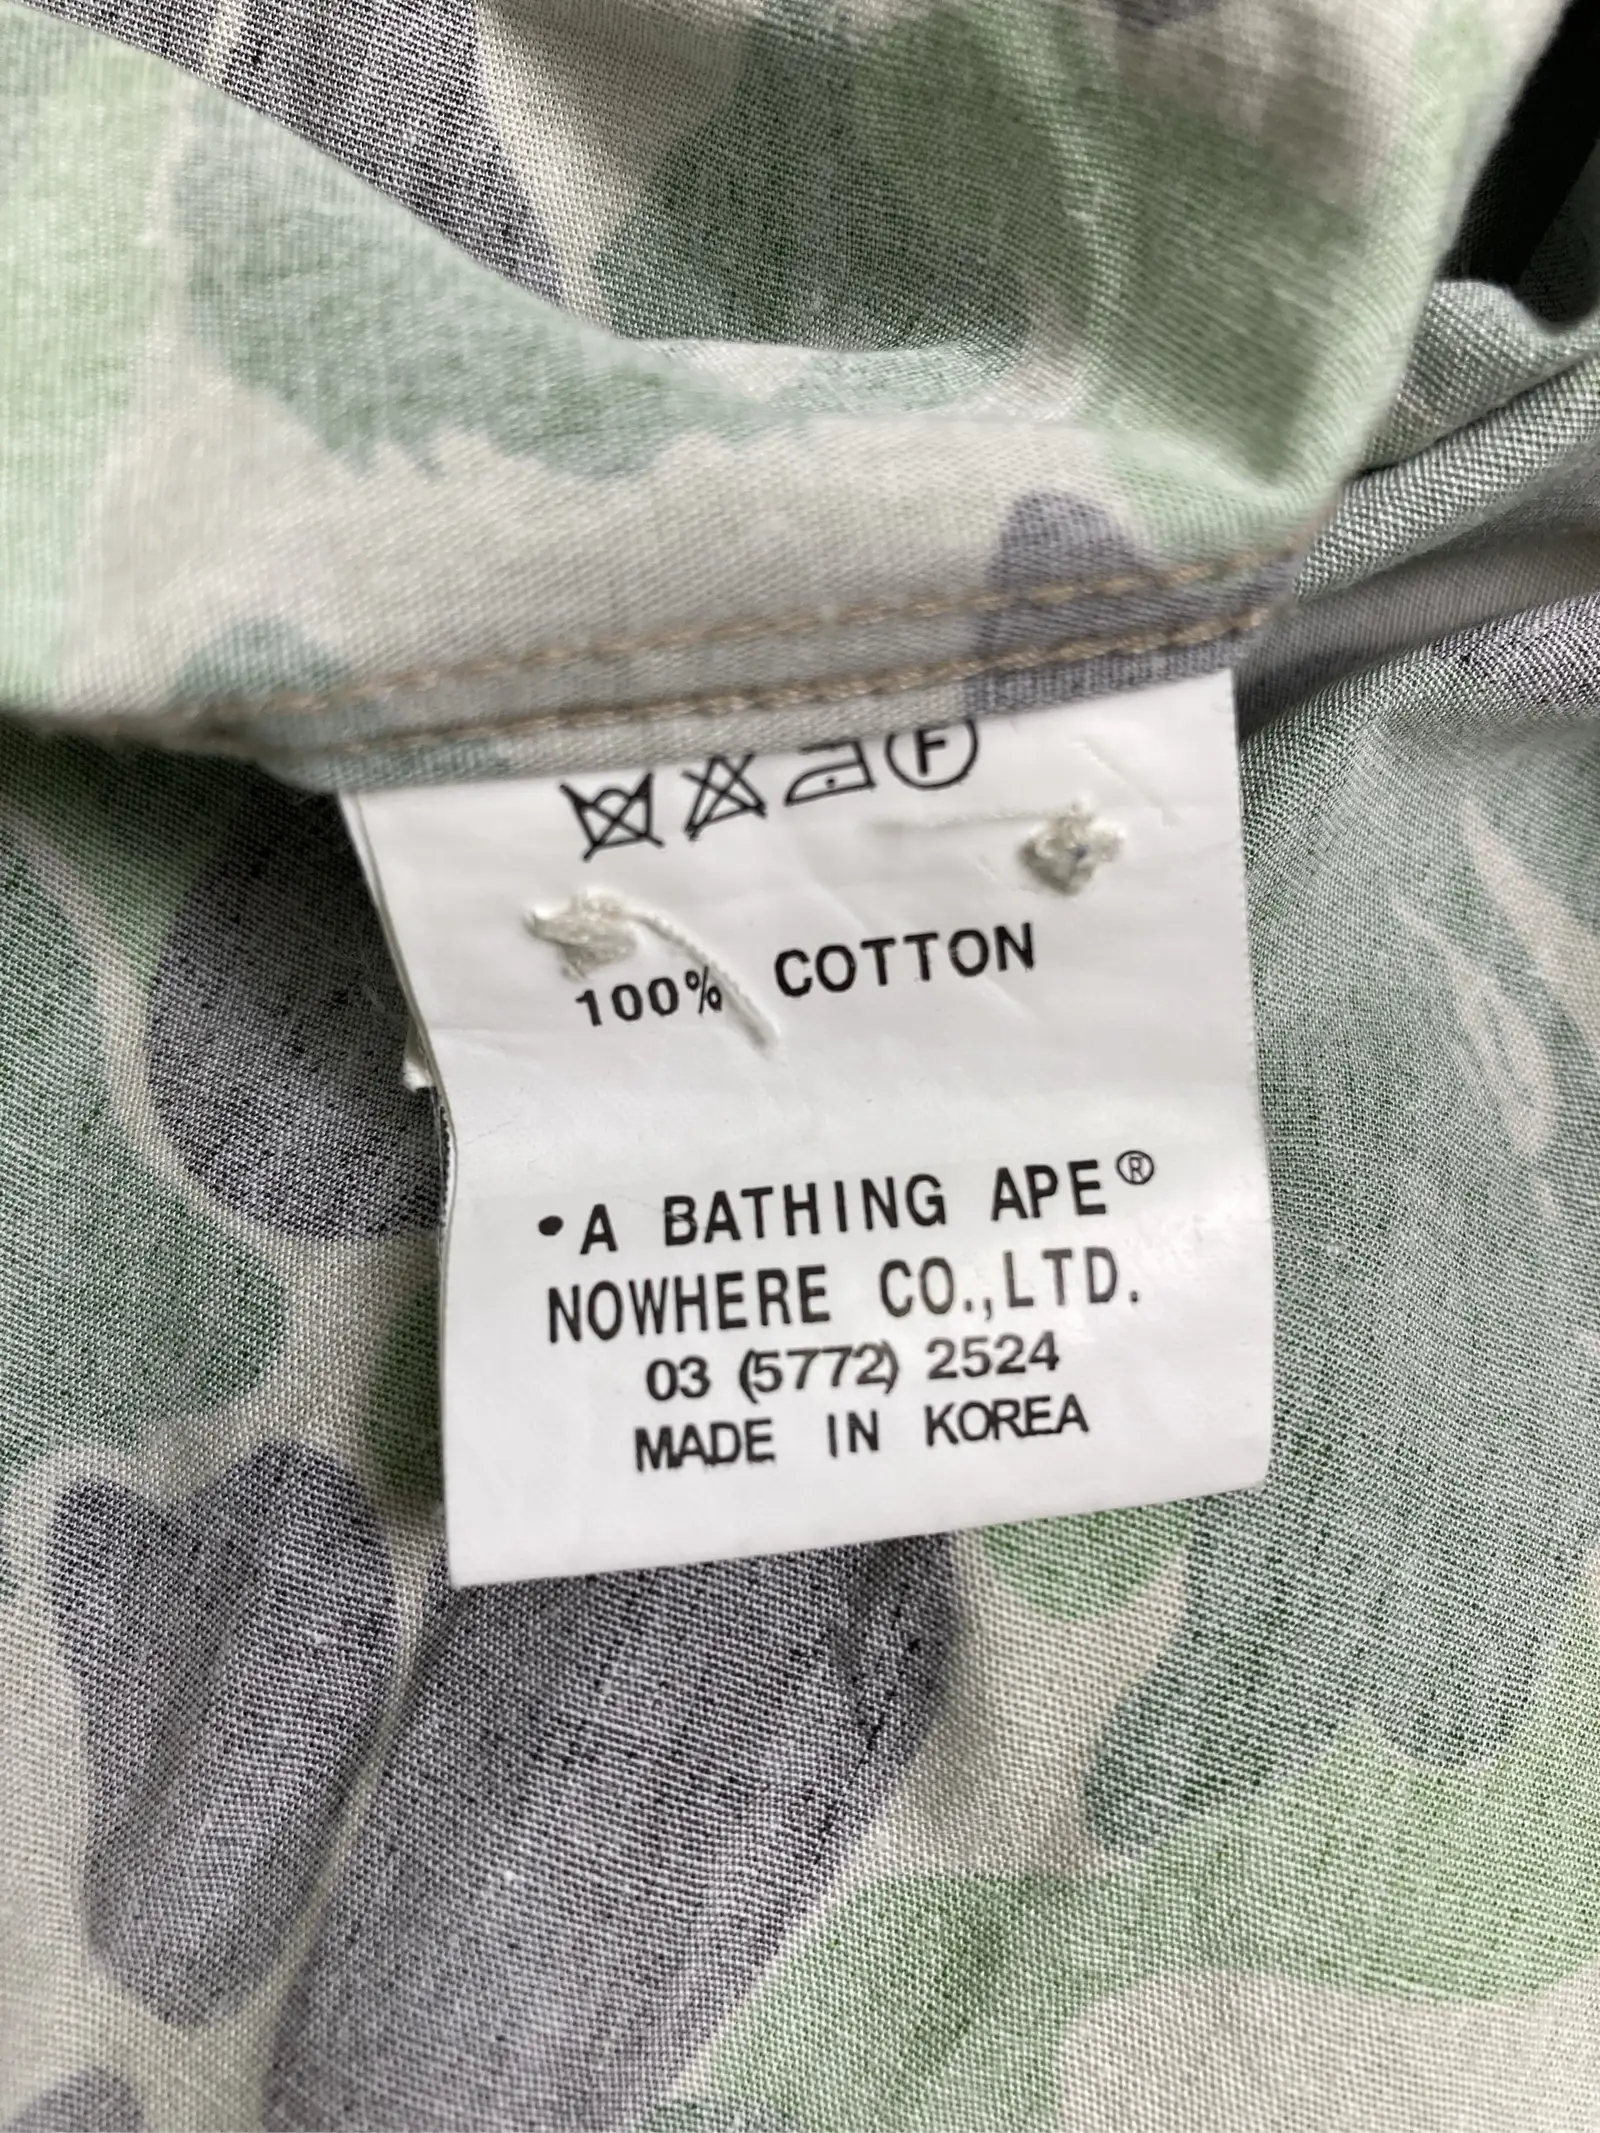 F
100% COTTON
•A BATHING APE®
NOWHERE CO.,LTD.
03 (5772) 2524
MADE IN KOREA